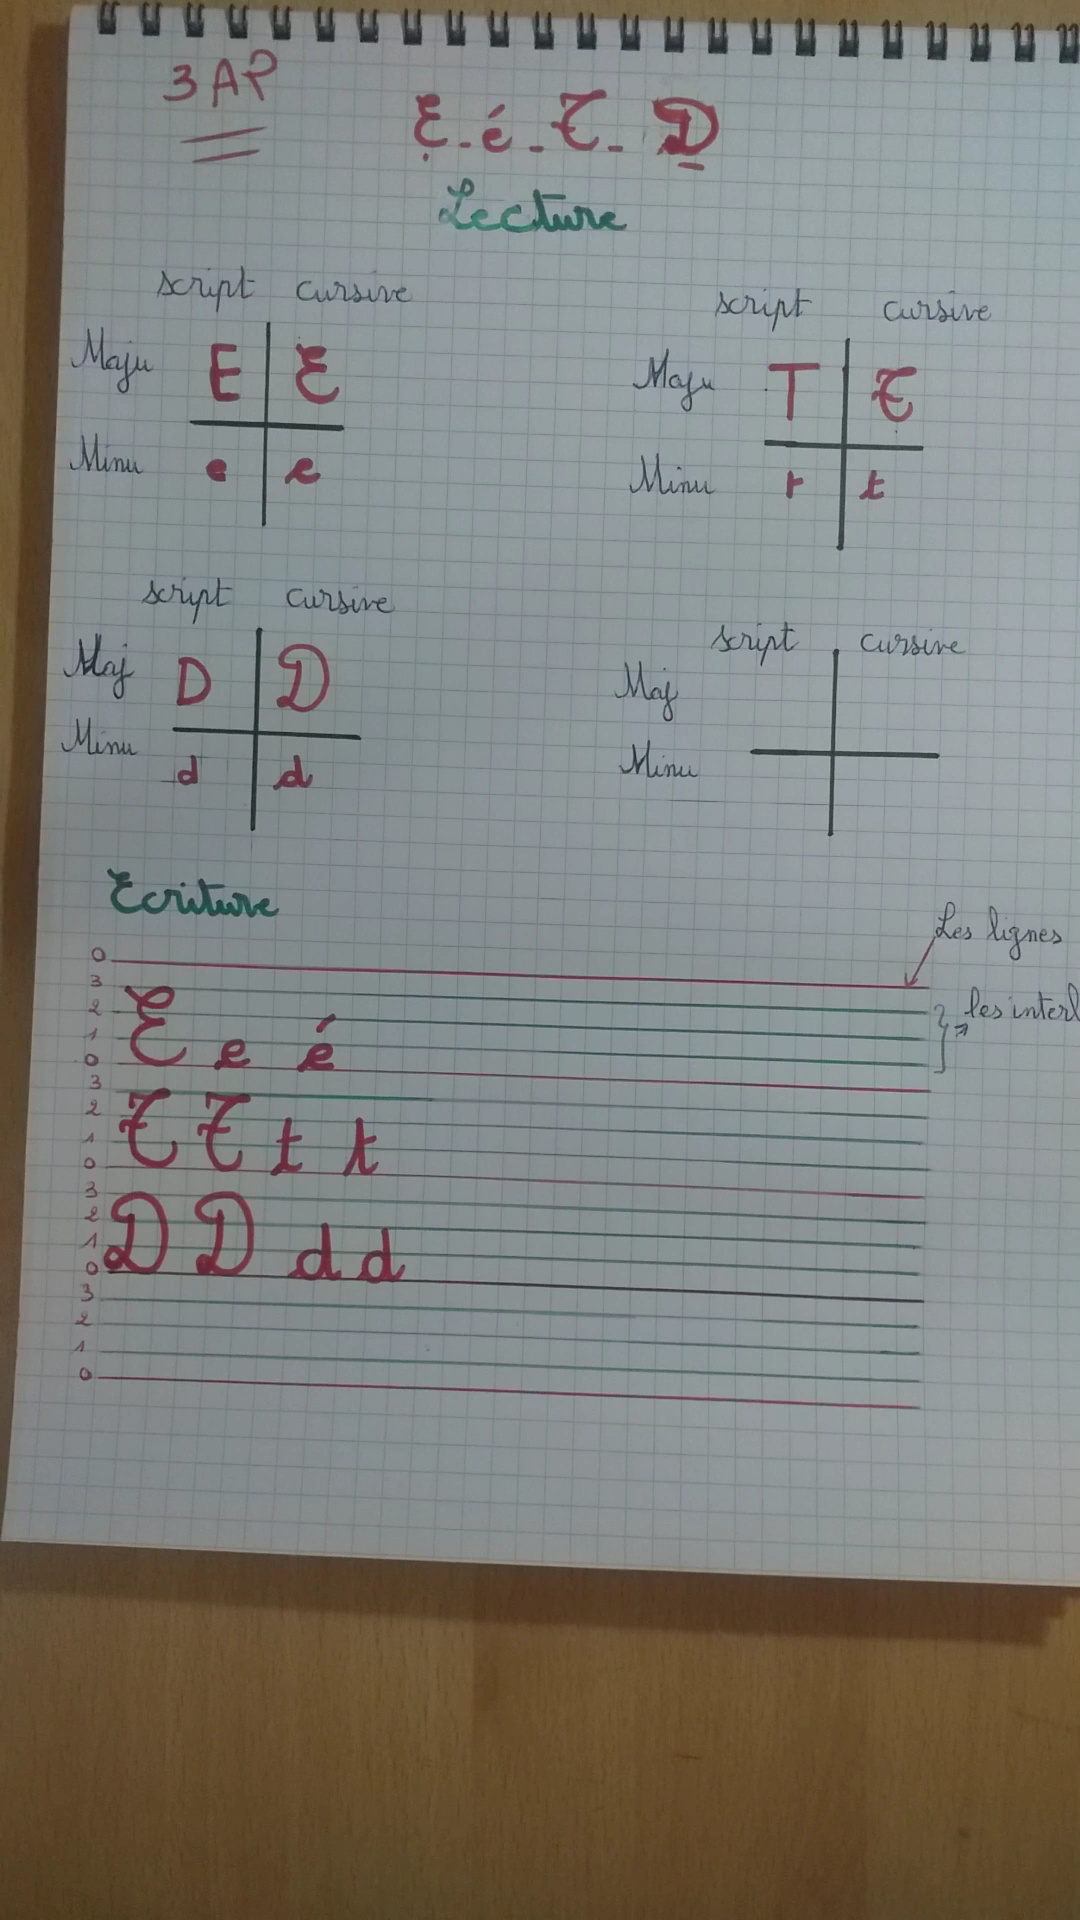 3 AP
E - é - T - D
Lecture
script cursive
Maju E E
Minu e e
script cursive
Maju T T
Minu t t
script cursive
Maj D D
Minu d d
script cursive
Maj
Minu
Ecriture
Les lignes
les interl
0
3
2
1
0
E e é
3
2
1
0
T T t t
3
2
1
0
D D d d
3
2
1
0